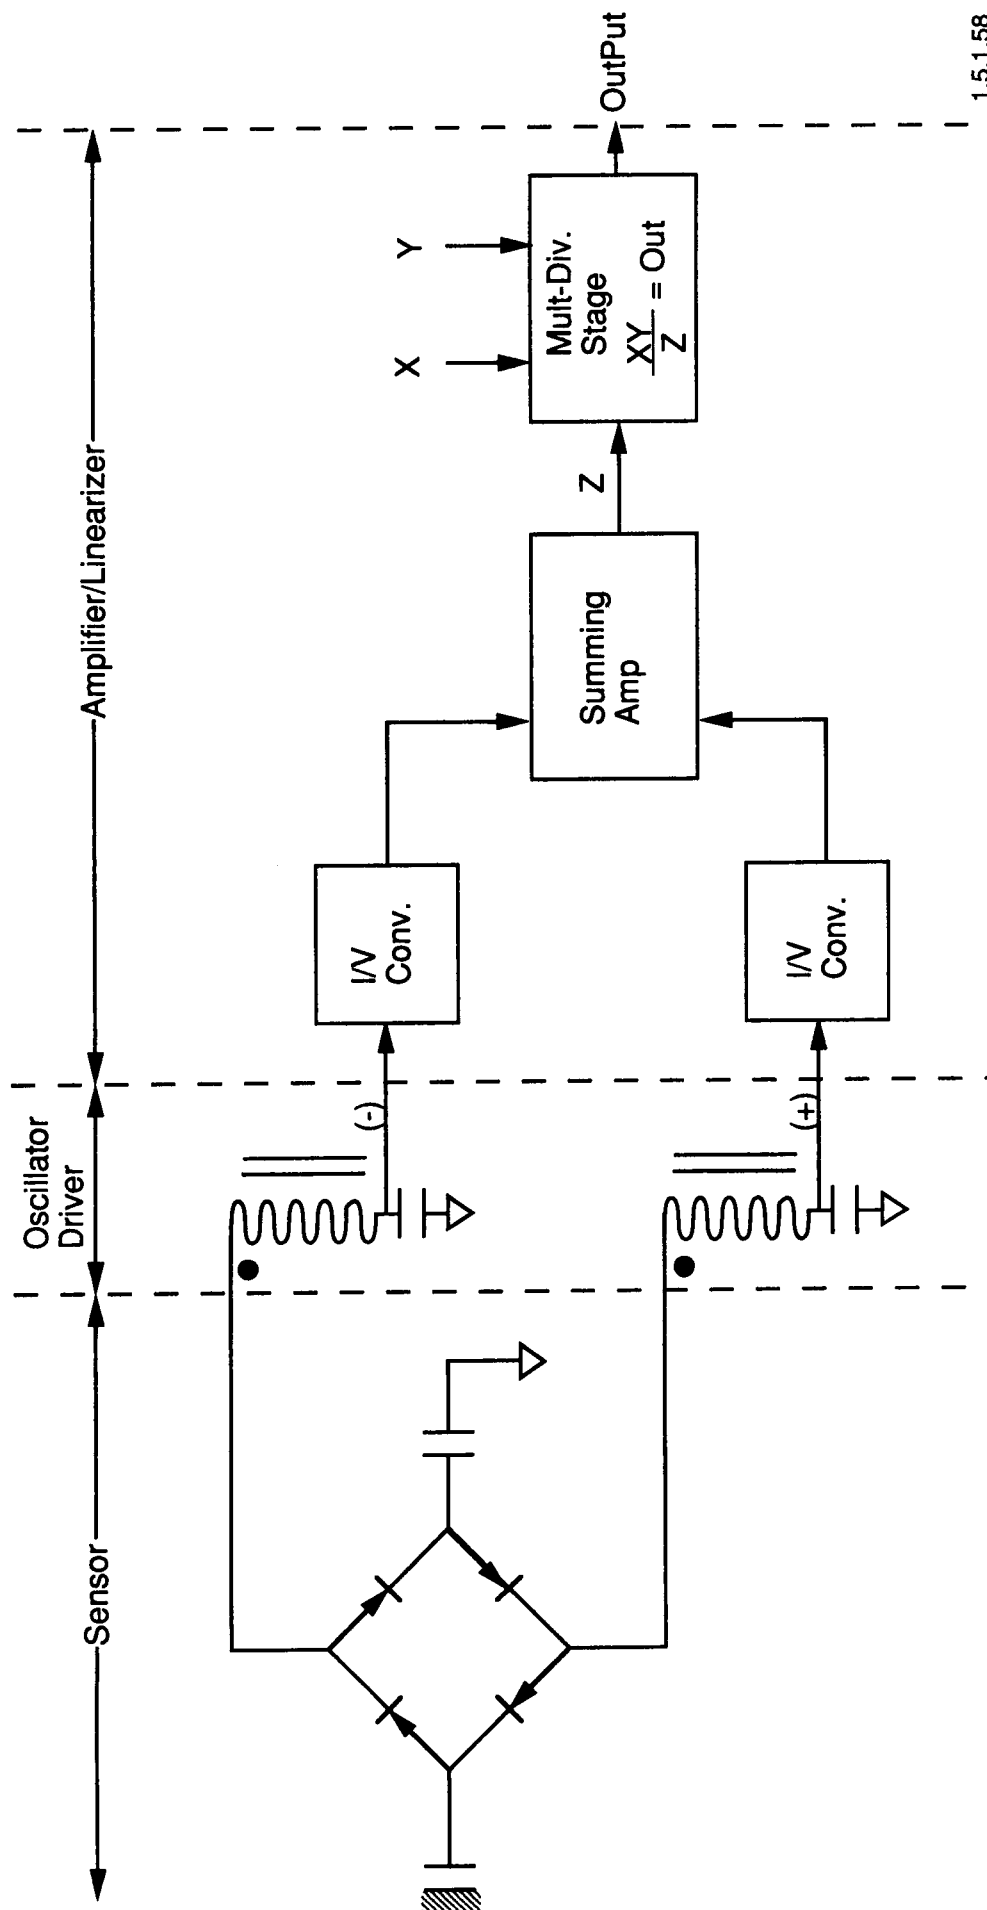 Sensor
Oscillator
Driver
Amplifier/Linearizer
(-)
(+)
I/V
Conv.
I/V
Conv.
Summing
Amp
Z
X
Y
Mult-Div.
Stage
XY
Z
= Out
OutPut
1.5.1.58